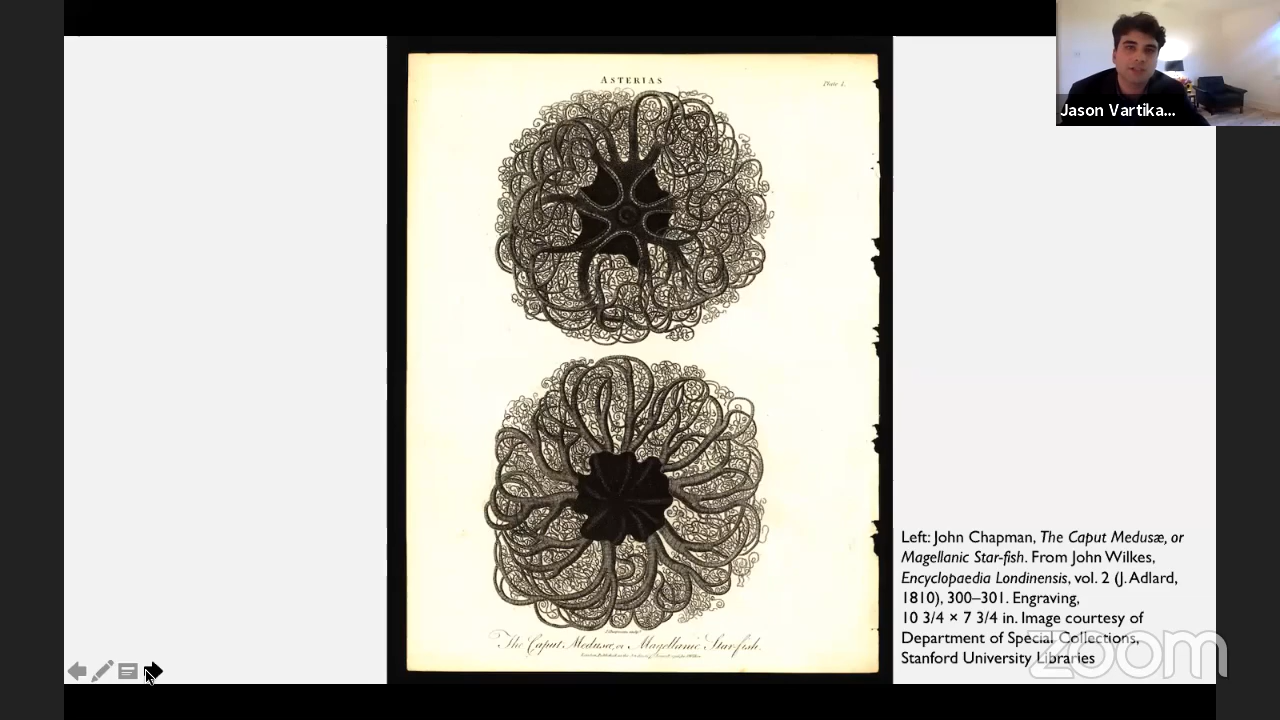 ASTERIAS
Plate I.
Jason Vartika...
The Caput Medusæ, or Magellanic Star-fish.
Left: John Chapman, The Caput Medusæ, or
Magellanic Star-fish. From John Wilkes,
Encyclopaedia Londinensis, vol. 2 (J. Adlard,
1810), 300–301. Engraving,
10 3/4 × 7 3/4 in. Image courtesy of
Department of Special Collections,
Stanford University Libraries
zoom